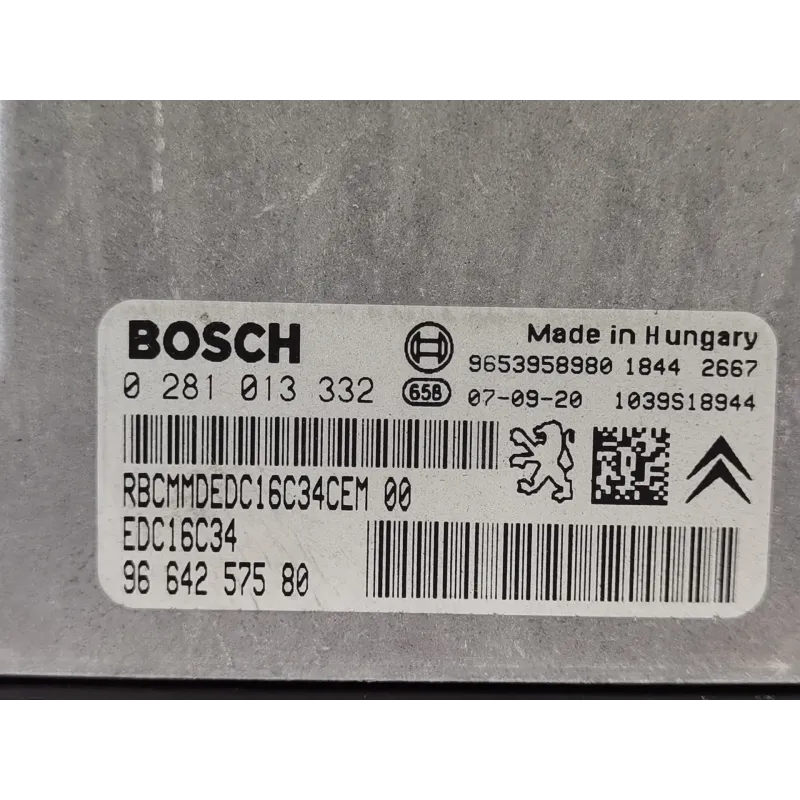 BOSCH
Made in Hungary
9653958980 1844 2667
0 281 013 332 658 07-09-20 1039S18944
RBCMMDEDC16C34CEM 00
EDC16C34
96 642 575 80